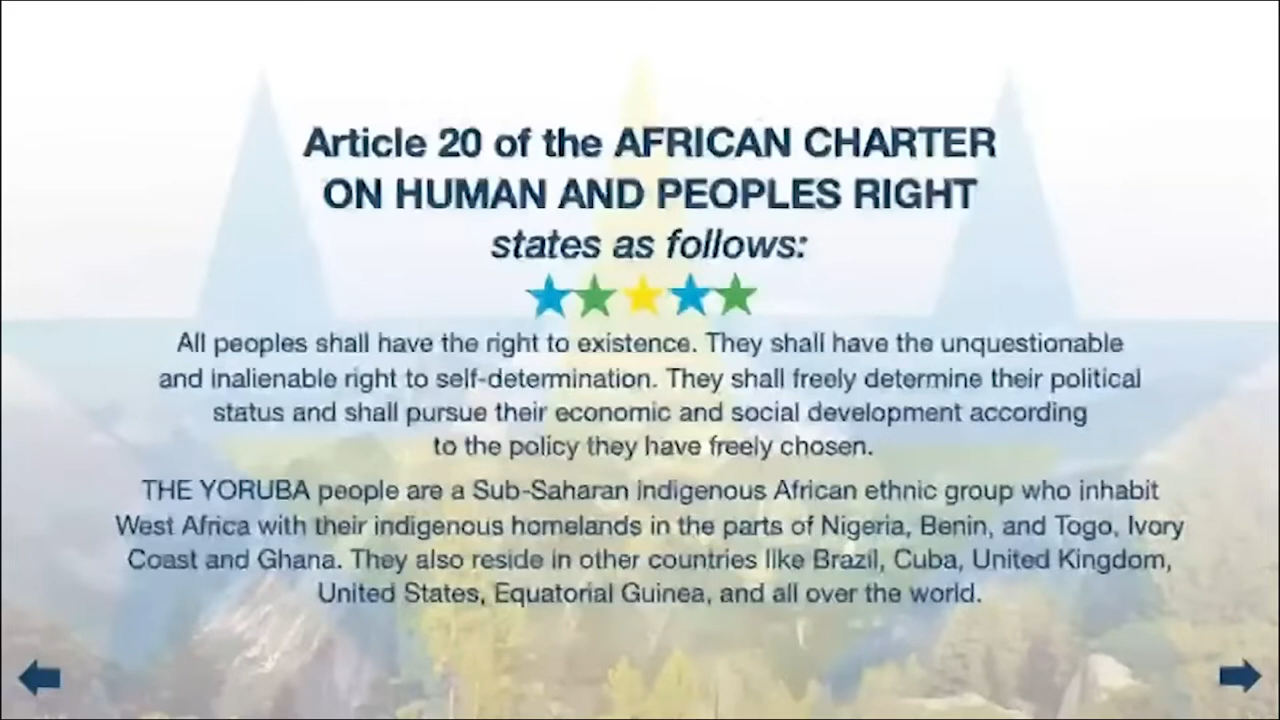 Article 20 of the AFRICAN CHARTER
ON HUMAN AND PEOPLES RIGHT
states as follows:
All peoples shall have the right to existence. They shall have the unquestionable
and inalienable right to self-determination. They shall freely determine their political
status and shall pursue their economic and social development according
to the policy they have freely chosen.
THE YORUBA people are a Sub-Saharan indigenous African ethnic group who inhabit
West Africa with their indigenous homelands in the parts of Nigeria, Benin, and Togo, Ivory
Coast and Ghana. They also reside in other countries like Brazil, Cuba, United Kingdom,
United States, Equatorial Guinea, and all over the world.